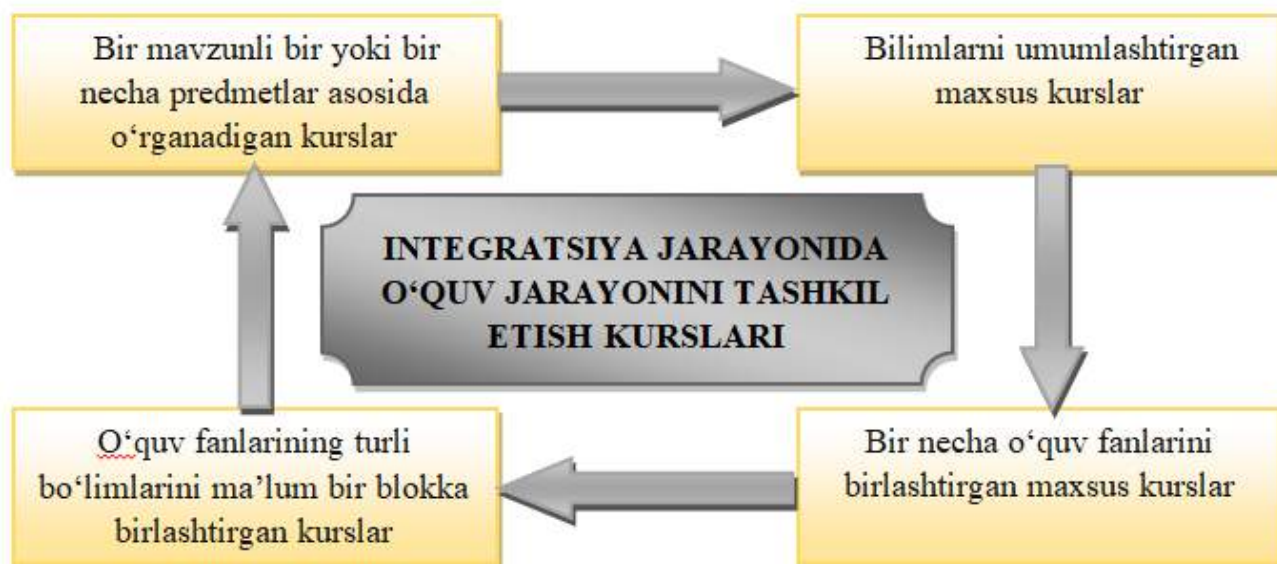 Bir mavzunli bir yoki bir
necha predmetlar asosida
o‘rganadigan kurslar
Bilimlarni umumlashtirgan
maxsus kurslar
INTEGRATSIYA JARAYONIDA
O‘QUV JARAYONINI TASHKIL
ETISH KURSLARI
O‘quv fanlarining turli
bo‘limlarini ma’lum bir blokka
birlashtirgan kurslar
Bir necha o‘quv fanlarini
birlashtirgan maxsus kurslar